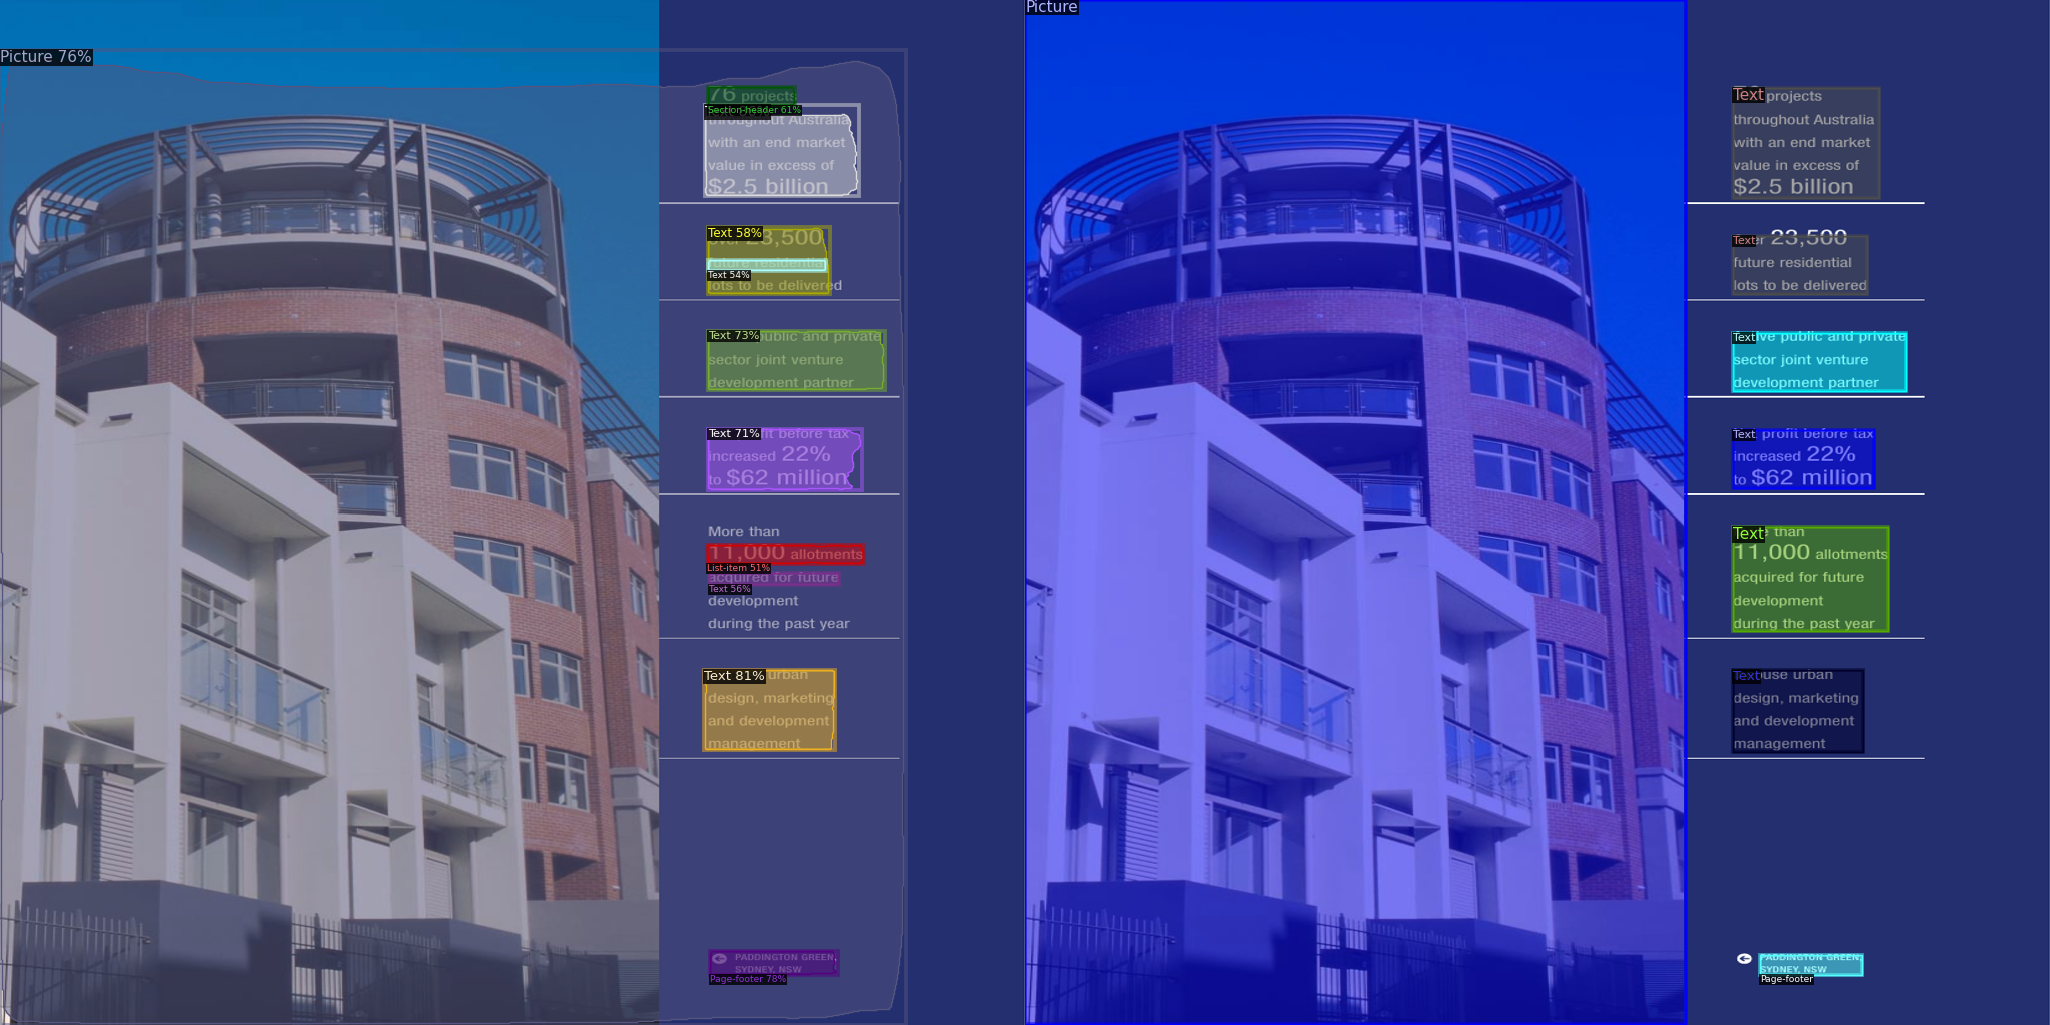 Picture 76%
76 projects
Section-header 61%
throughout Australia
with an end market
value in excess of
$2.5 billion
Text 58%
23,500
future residential
Text 54%
lots to be delivered
Text 73%
public and private
sector joint venture
development partner
Text 71%
before tax
increased 22%
to $62 million
More than
11,000 allotments
List-item 51%
acquired for future
Text 56%
development
during the past year
Text 81%
urban
design, marketing
and development
management
PADDINGTON GREEN,
SYDNEY, NSW
Page-footer 78%
Picture
Text projects
throughout Australia
with an end market
value in excess of
$2.5 billion
Text 23,500
future residential
lots to be delivered
Text public and private
sector joint venture
development partner
Text profit before tax
increased 22%
to $62 million
Text than
11,000 allotments
acquired for future
development
during the past year
Text urban
design, marketing
and development
management
PADDINGTON GREEN,
SYDNEY, NSW
Page-footer